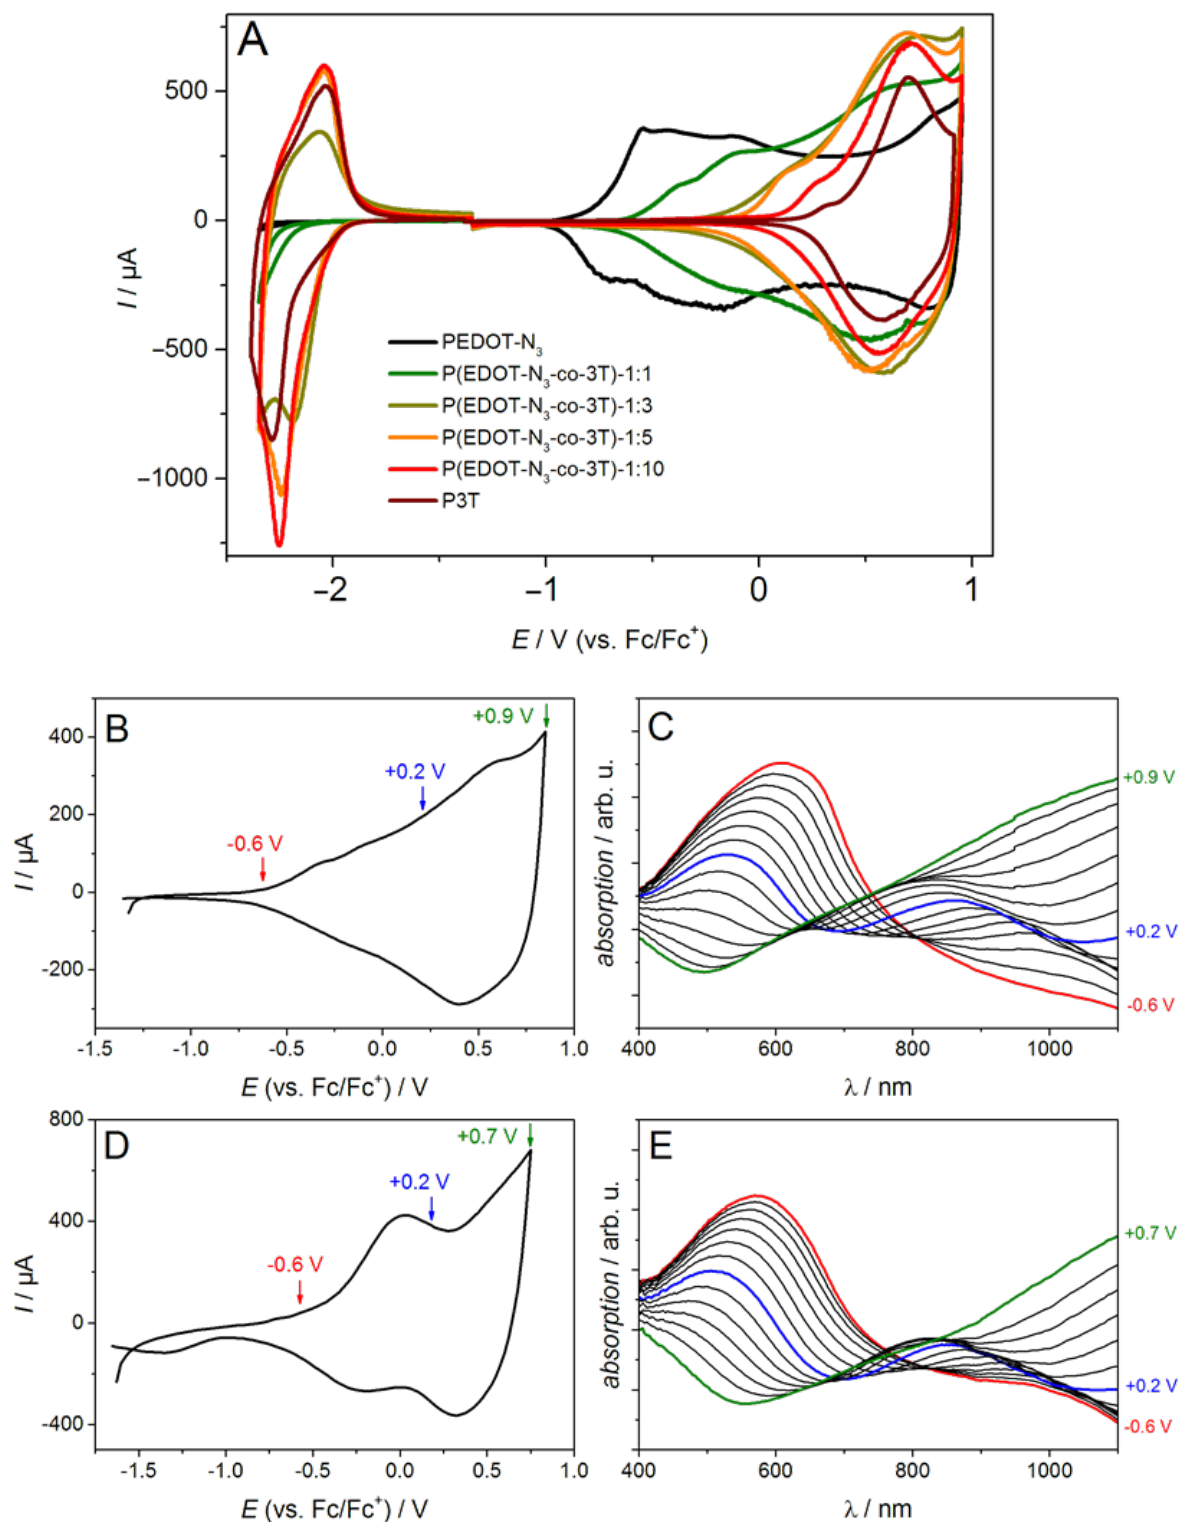 A
500
0
−500
−1000
I / µA
PEDOT-N₃
P(EDOT-N₃-co-3T)-1:1
P(EDOT-N₃-co-3T)-1:3
P(EDOT-N₃-co-3T)-1:5
P(EDOT-N₃-co-3T)-1:10
P3T
−2 −1 0 1
E / V (vs. Fc/Fc⁺)
B
400
200
0
-200
I / µA
-0.6 V
+0.2 V
+0.9 V
-1.5 -1.0 -0.5 0.0 0.5 1.0
E (vs. Fc/Fc⁺) / V
C
absorption / arb. u.
+0.9 V
+0.2 V
-0.6 V
400 600 800 1000
λ / nm
D
800
400
0
-400
I / µA
-0.6 V
+0.2 V
+0.7 V
-1.5 -1.0 -0.5 0.0 0.5 1.0
E (vs. Fc/Fc⁺) / V
E
absorption / arb. u.
+0.7 V
+0.2 V
-0.6 V
400 600 800 1000
λ / nm